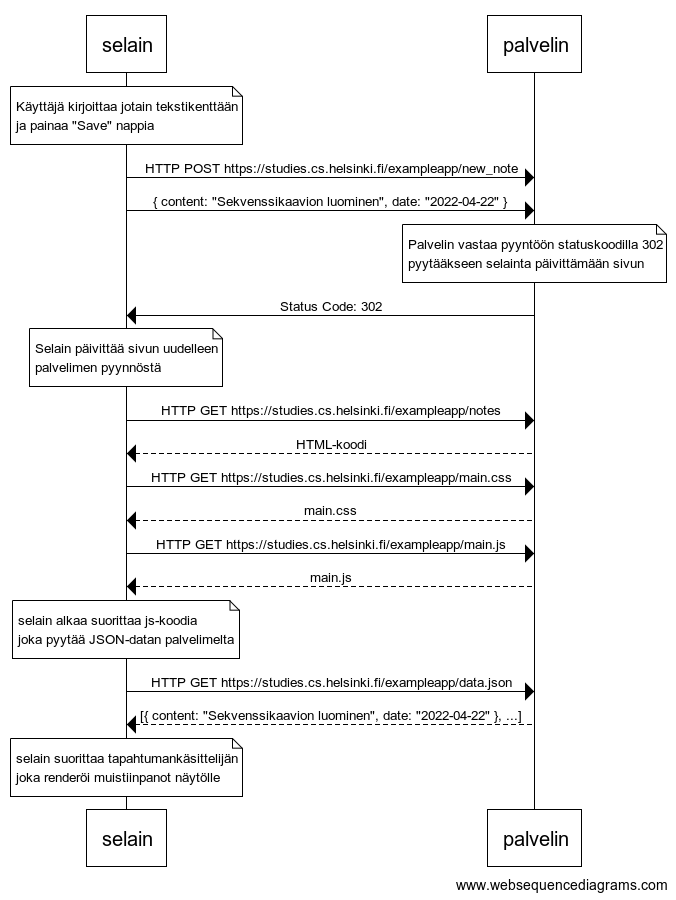 selain palvelin
Käyttäjä kirjoittaa jotain tekstikenttään
ja painaa "Save" nappia
HTTP POST https://studies.cs.helsinki.fi/exampleapp/new_note
{ content: "Sekvenssikaavion luominen", date: "2022-04-22" }
Palvelin vastaa pyyntöön statuskoodilla 302
pyytääkseen selainta päivittämään sivun
Status Code: 302
Selain päivittää sivun uudelleen
palvelimen pyynnöstä
HTTP GET https://studies.cs.helsinki.fi/exampleapp/notes
HTML-koodi
HTTP GET https://studies.cs.helsinki.fi/exampleapp/main.css
main.css
HTTP GET https://studies.cs.helsinki.fi/exampleapp/main.js
main.js
selain alkaa suorittaa js-koodia
joka pyytää JSON-datan palvelimelta
HTTP GET https://studies.cs.helsinki.fi/exampleapp/data.json
[{ content: "Sekvenssikaavion luominen", date: "2022-04-22" }, ...]
selain suorittaa tapahtumankäsittelijän
joka renderöi muistiinpanot näytölle
selain palvelin
www.websequencediagrams.com